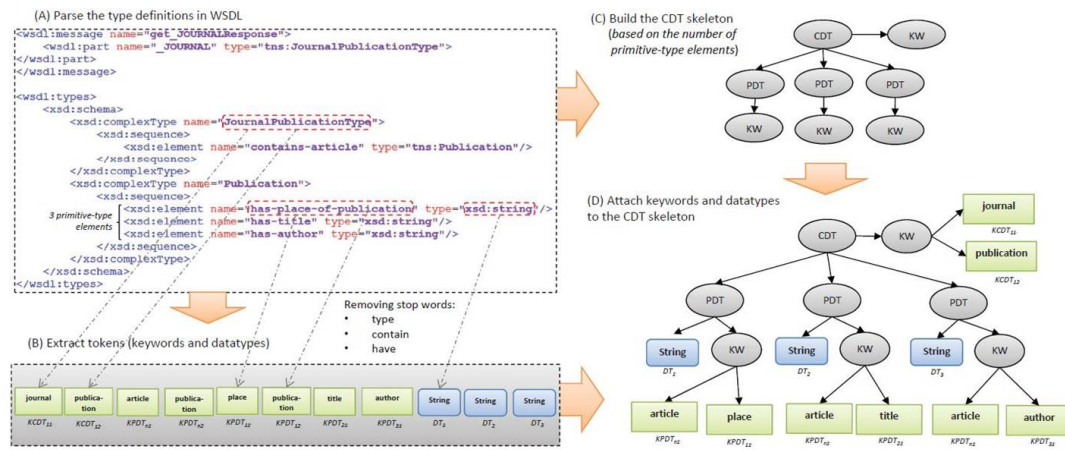 (A) Parse the type definitions in WSDL
<wsdl:message name="get_JOURNALResponse">
<wsdl:part name="_JOURNAL" type="tns:JournalPublicationType">
</wsdl:part>
</wsdl:message>
<wsdl:types>
<xsd:schema>
<xsd:complexType name="JournalPublicationType">
<xsd:sequence>
<xsd:element name="contains-article" type="tns:Publication"/>
</xsd:sequence>
</xsd:complexType>
<xsd:complexType name="Publication">
<xsd:sequence>
<xsd:element name="has-place-of-publication" type="xsd:string"/>
<xsd:element name="has-title" type="xsd:string"/>
<xsd:element name="has-author" type="xsd:string"/>
</xsd:sequence>
</xsd:complexType>
</xsd:schema>
</wsdl:types>
3 primitive-type
elements
Removing stop words:
• type
• contain
• have
(B) Extract tokens (keywords and datatypes)
journal
KCDT11
publica-
tion
KCDT12
article
KPDTn1
publica-
tion
KPDTn2
place
KPDT11
publica-
tion
KPDT12
title
KPDT21
author
KPDT31
String
DT1
String
DT2
String
DT3
(C) Build the CDT skeleton
(based on the number of
primitive-type elements)
CDT KW
PDT PDT PDT
KW KW KW
(D) Attach keywords and datatypes
to the CDT skeleton
journal
KCDT11
CDT KW
publication
KCDT12
PDT PDT PDT
String KW String KW String KW
DT1 DT2 DT3
article place article title article author
KPDTn1 KPDT11 KPDTn1 KPDT21 KPDTn1 KPDT31